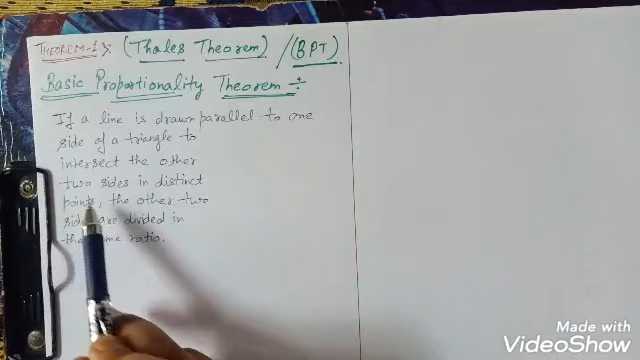 THEOREM-1 (Thales Theorem) / (BPT)
Basic Proportionality Theorem ÷
If a line is drawn parallel to one
side of a triangle to
intersect the other
two sides in distinct
points, the other two
sides are divided in
the same ratio.
Made with
VideoShow